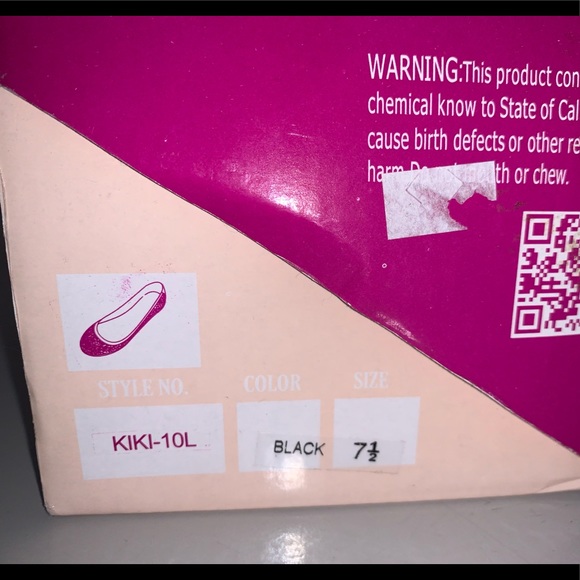 WARNING:This product con
chemical know to State of Cal
cause birth defects or other re
harm or chew.
STYLE NO. COLOR SIZE
KIKI-10L BLACK 7½